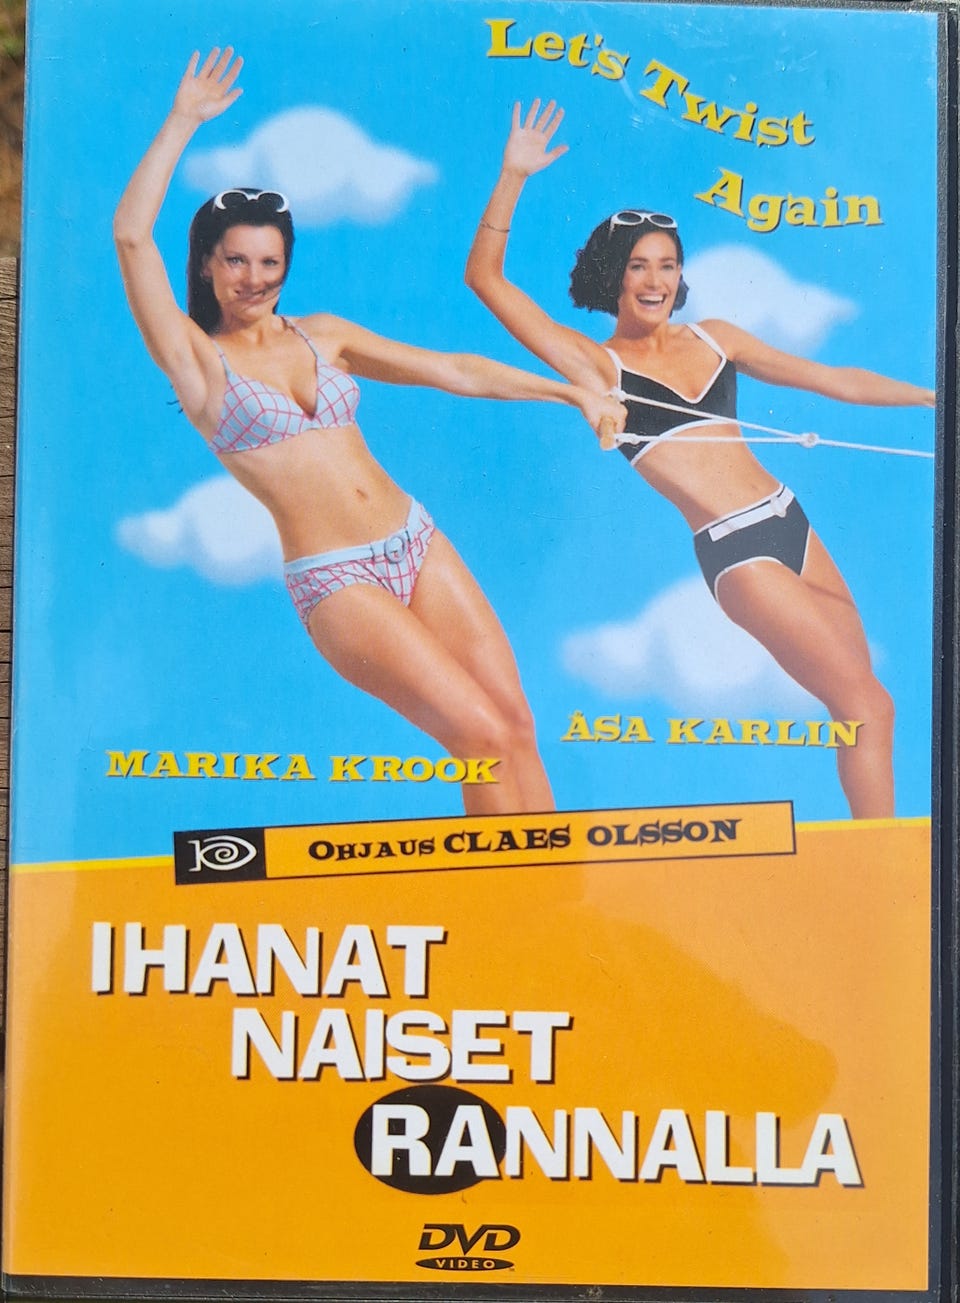 Let's Twist
Again
MARIKA KROOK
ÅSA KARLIN
OHJAUS CLAES OLSSON
IHANAT
NAISET
RANNALLA
DVD
VIDEO